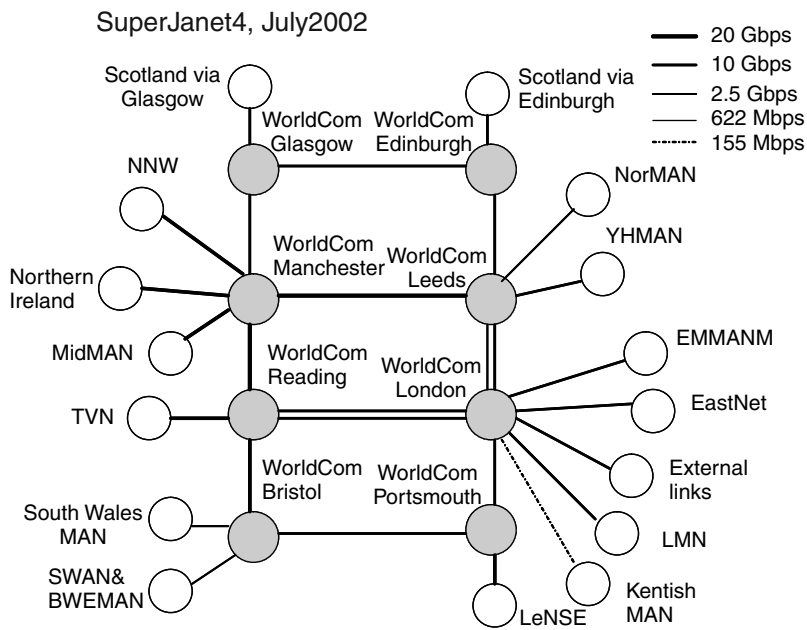 SuperJanet4, July2002
20 Gbps
10 Gbps
2.5 Gbps
622 Mbps
155 Mbps
Scotland via
Glasgow
Scotland via
Edinburgh
WorldCom
Glasgow
WorldCom
Edinburgh
NNW
NorMAN
WorldCom
Manchester
WorldCom
Leeds
YHMAN
Northern
Ireland
MidMAN
WorldCom
Reading
WorldCom
London
EMMANM
TVN
EastNet
WorldCom
Bristol
WorldCom
Portsmouth
External
links
South Wales
MAN
LMN
SWAN&
BWEMAN
LeNSE
Kentish
MAN